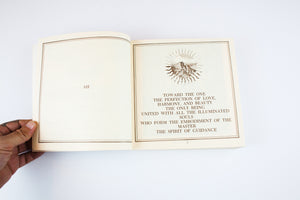 TOWARD THE ONE
THE PERFECTION OF LOVE,
HARMONY, AND BEAUTY
THE ONLY BEING
UNITED WITH ALL THE ILLUMINATED
SOULS
WHO FORM THE EMBODIMENT OF THE
MASTER
THE SPIRIT OF GUIDANCE